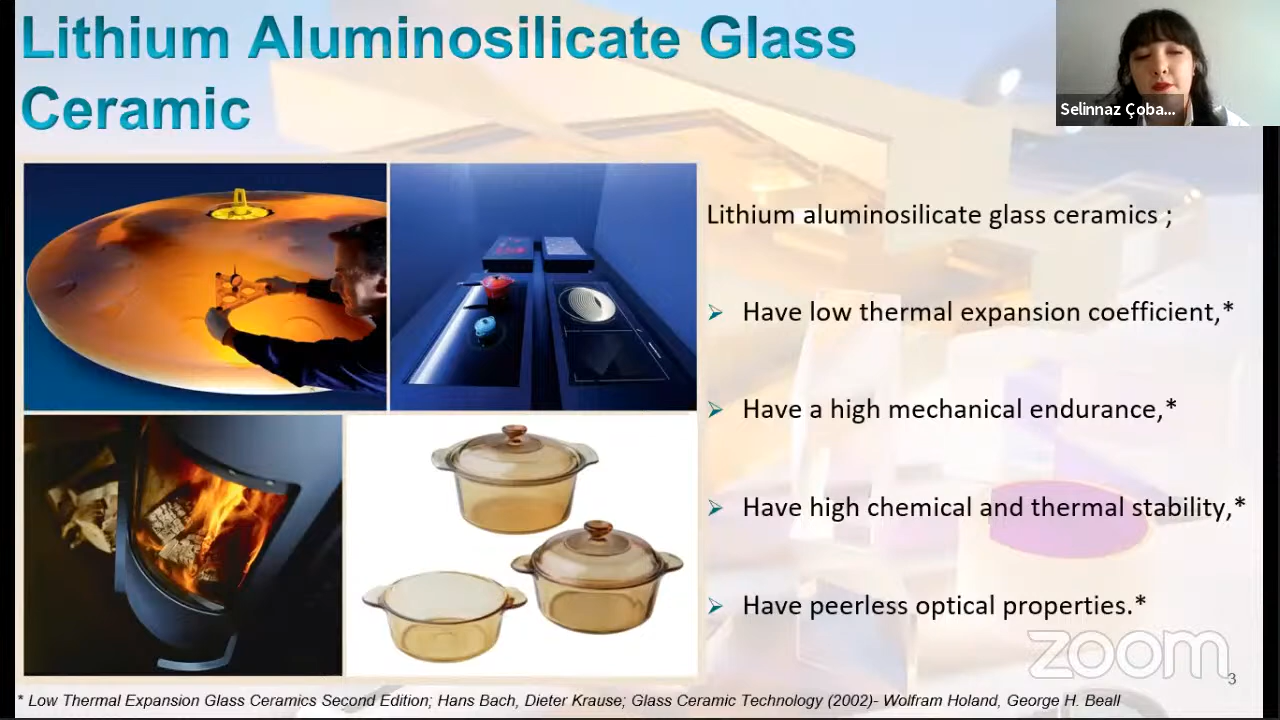 Lithium Aluminosilicate Glass
Ceramic
Selinnaz Çoba...
Lithium aluminosilicate glass ceramics ;
Have low thermal expansion coefficient,*
Have a high mechanical endurance,*
Have high chemical and thermal stability,*
Have peerless optical properties.*
zoom
3
* Low Thermal Expansion Glass Ceramics Second Edition; Hans Bach, Dieter Krause; Glass Ceramic Technology (2002)- Wolfram Holand, George H. Beall